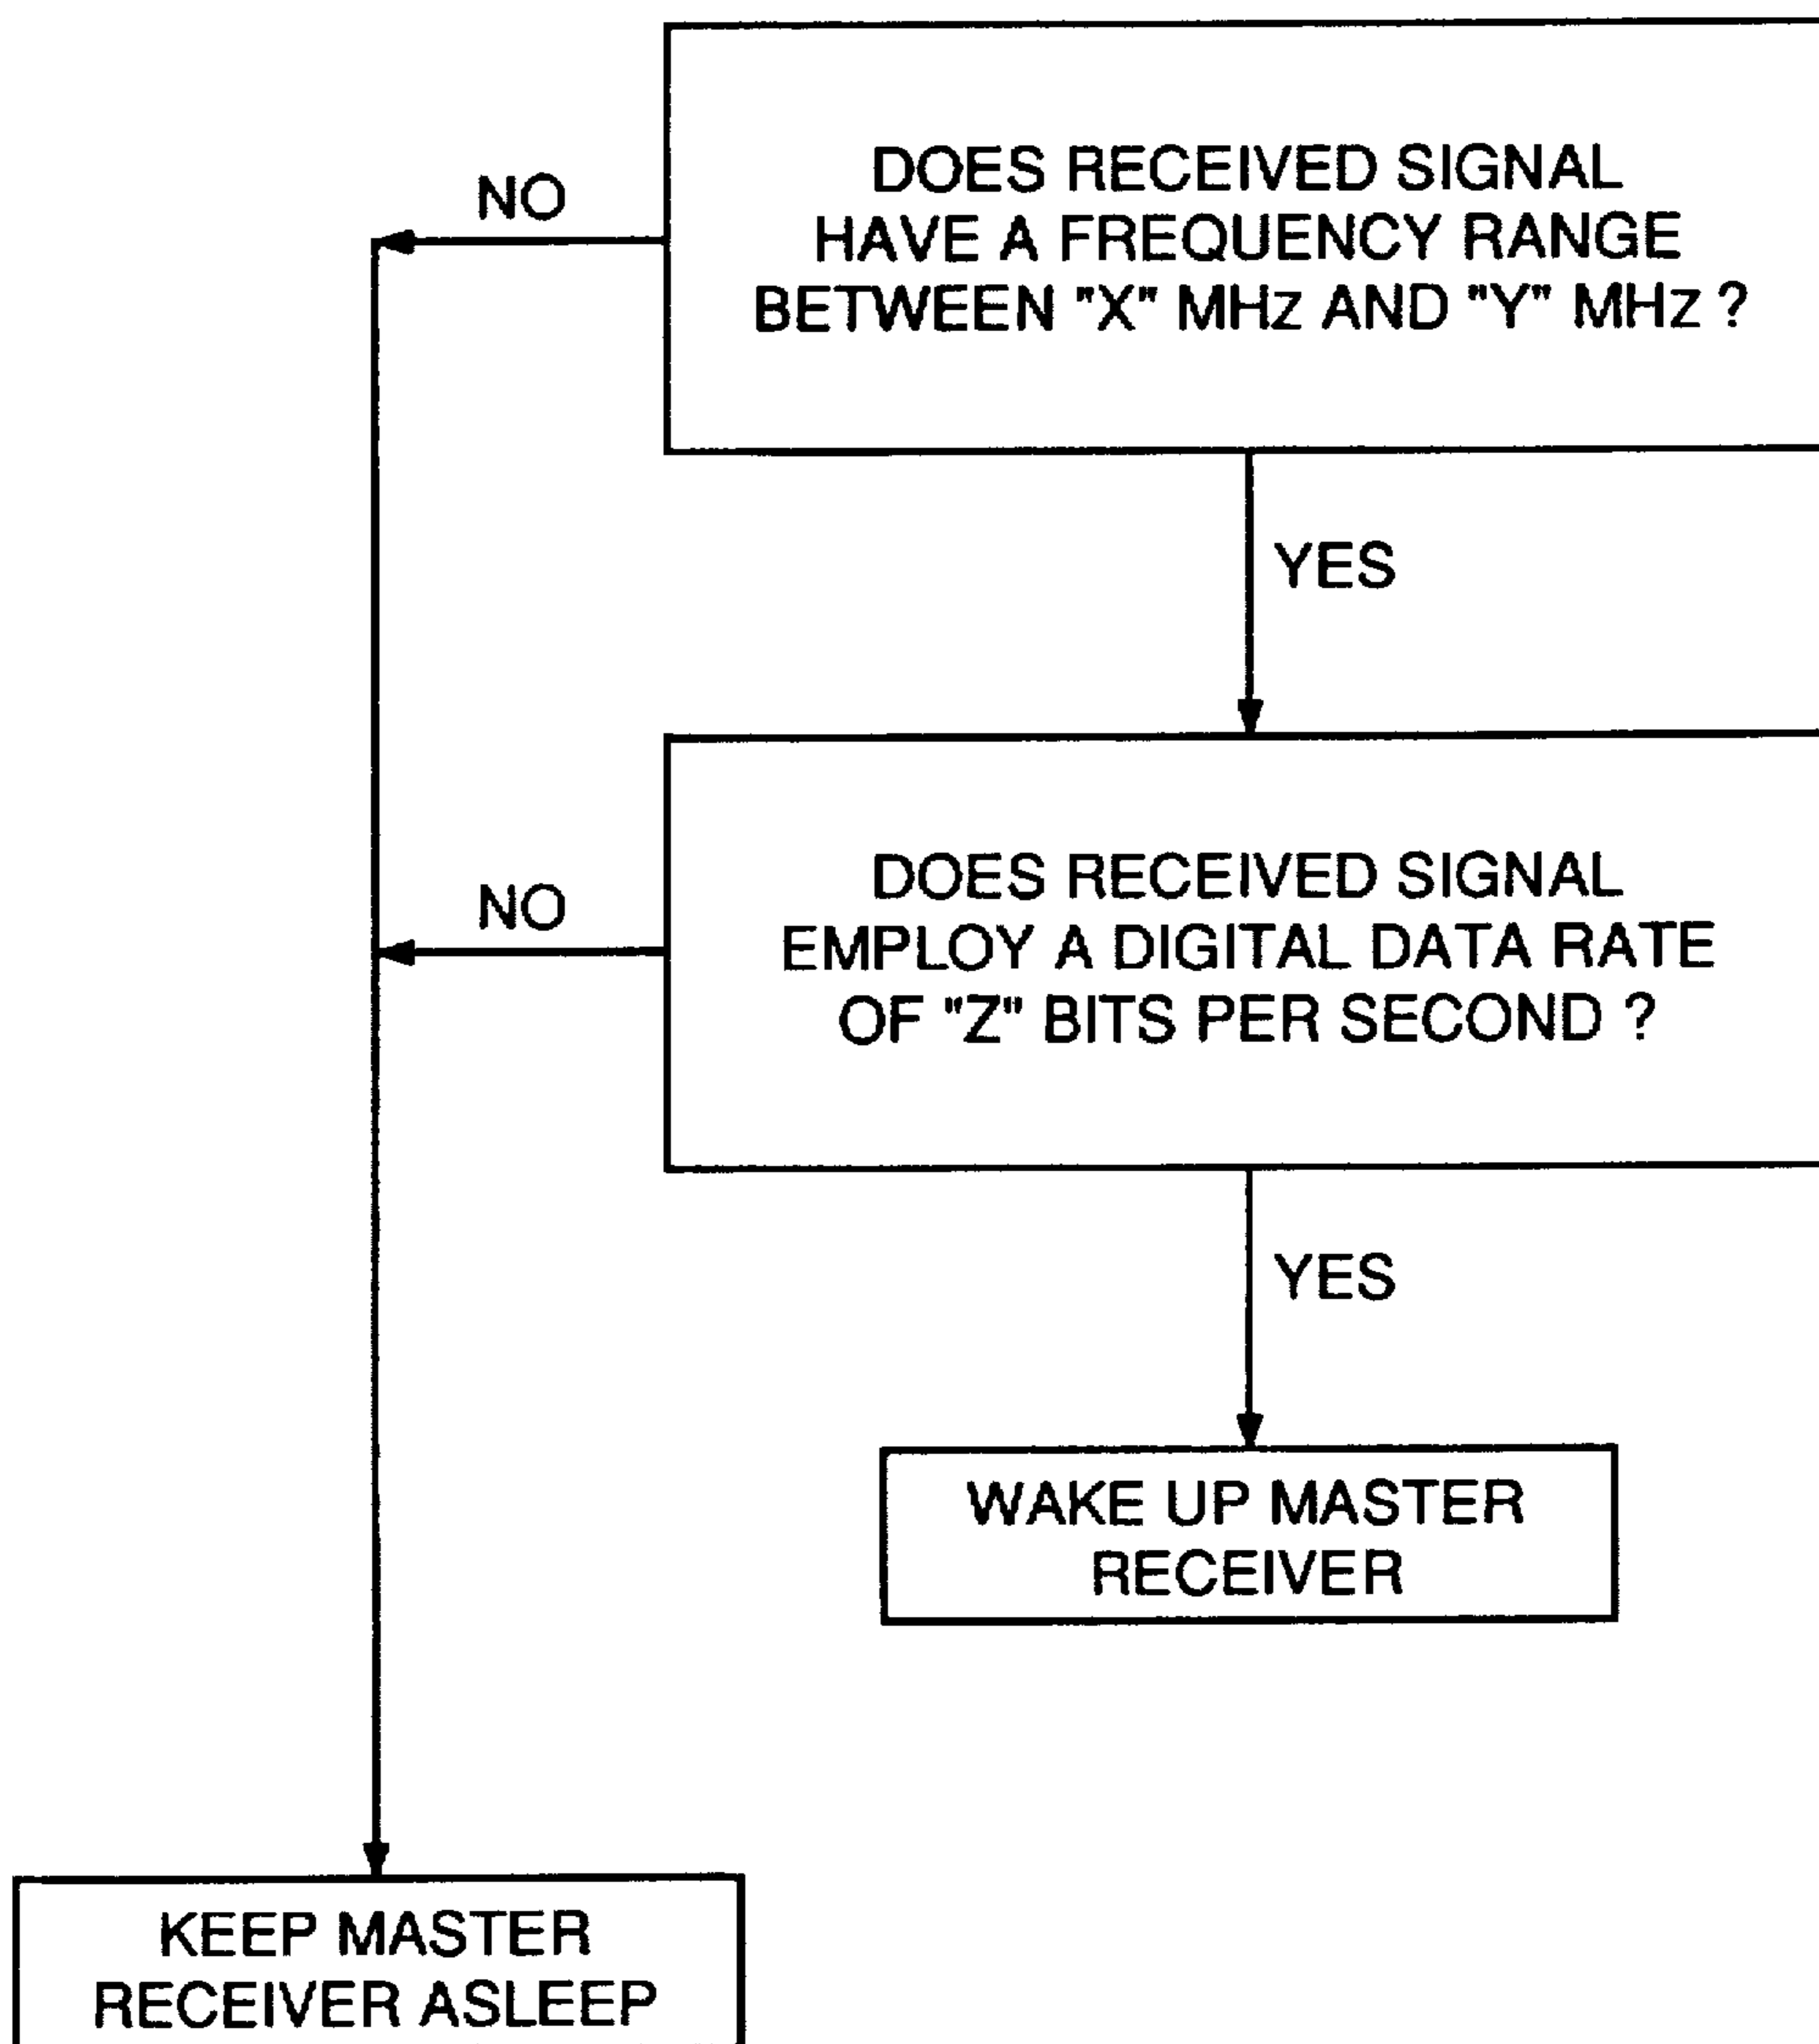 DOES RECEIVED SIGNAL
HAVE A FREQUENCY RANGE
BETWEEN "X" MHz AND "Y" MHz ?
NO
YES
DOES RECEIVED SIGNAL
EMPLOY A DIGITAL DATA RATE
OF "Z" BITS PER SECOND ?
NO
YES
WAKE UP MASTER
RECEIVER
KEEP MASTER
RECEIVER ASLEEP